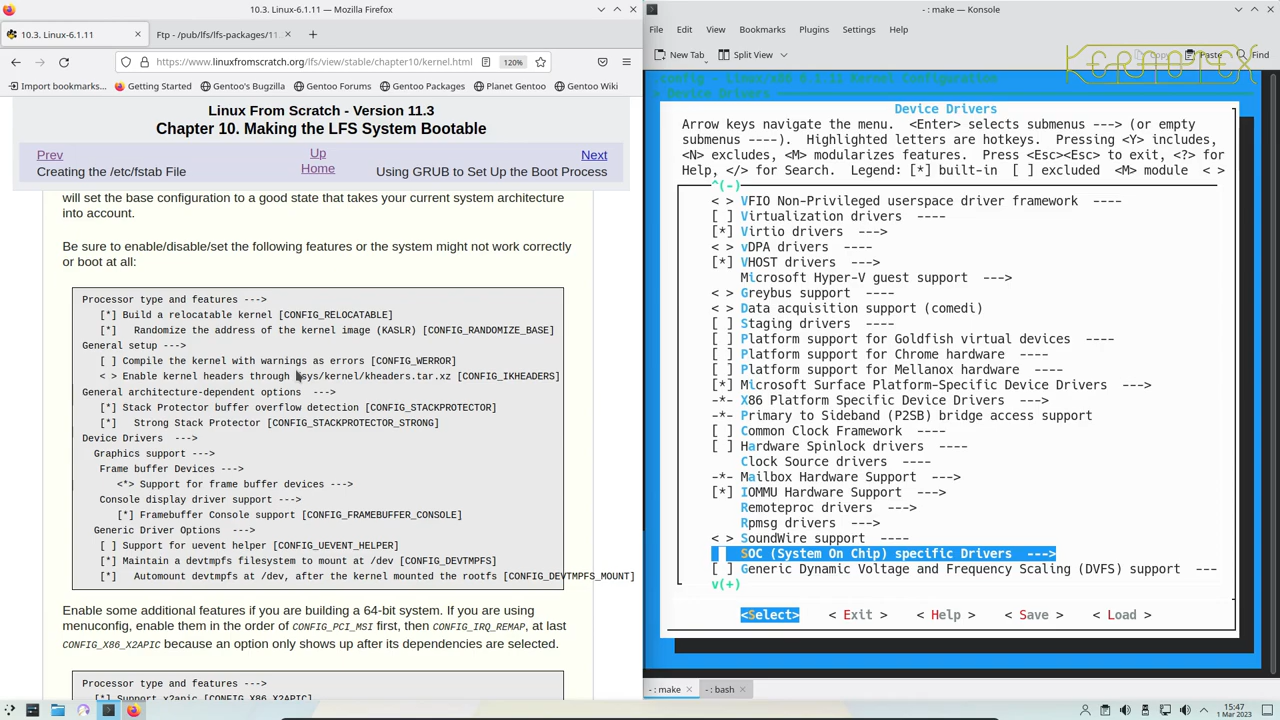 10.3. Linux-6.1.11 — Mozilla Firefox
10.3. Linux-6.1.11
Ftp - /pub/lfs/lfs-packages/11.
https://www.linuxfromscratch.org/lfs/view/stable/chapter10/kernel.html
120%
Import bookmarks...
Getting Started
Gentoo's Bugzilla
Gentoo Forums
Gentoo Packages
Planet Gentoo
Gentoo Wiki
Linux From Scratch - Version 11.3
Chapter 10. Making the LFS System Bootable
Prev
Up
Next
Creating the /etc/fstab File
Home
Using GRUB to Set Up the Boot Process
will set the base configuration to a good state that takes your current system architecture
into account.
Be sure to enable/disable/set the following features or the system might not work correctly
or boot at all:
Processor type and features --->
[*] Build a relocatable kernel [CONFIG_RELOCATABLE]
[*]   Randomize the address of the kernel image (KASLR) [CONFIG_RANDOMIZE_BASE]
General setup --->
[ ] Compile the kernel with warnings as errors [CONFIG_WERROR]
< > Enable kernel headers through /sys/kernel/kheaders.tar.xz [CONFIG_IKHEADERS]
General architecture-dependent options  --->
[*] Stack Protector buffer overflow detection [CONFIG_STACKPROTECTOR]
[*]   Strong Stack Protector [CONFIG_STACKPROTECTOR_STRONG]
Device Drivers  --->
Graphics support --->
Frame buffer Devices --->
<*> Support for frame buffer devices --->
Console display driver support --->
[*] Framebuffer Console support [CONFIG_FRAMEBUFFER_CONSOLE]
Generic Driver Options  --->
[ ] Support for uevent helper [CONFIG_UEVENT_HELPER]
[*] Maintain a devtmpfs filesystem to mount at /dev [CONFIG_DEVTMPFS]
[*]   Automount devtmpfs at /dev, after the kernel mounted the rootfs [CONFIG_DEVTMPFS_MOUNT]
Enable some additional features if you are building a 64-bit system. If you are using
menuconfig, enable them in the order of CONFIG_PCI_MSI first, then CONFIG_IRQ_REMAP, at last
CONFIG_X86_X2APIC because an option only shows up after its dependencies are selected.
Processor type and features --->
[*] Support x2apic [CONFIG_X86_X2APIC]
- : make — Konsole
File
Edit
View
Bookmarks
Plugins
Settings
Help
New Tab
Split View
Copy
Paste
Find
KERNOTEX
.config - Linux/x86 6.1.11 Kernel Configuration
> Device Drivers
Device Drivers
Arrow keys navigate the menu.  <Enter> selects submenus ---> (or empty
submenus ----).  Highlighted letters are hotkeys.  Pressing <Y> includes,
<N> excludes, <M> modularizes features.  Press <Esc><Esc> to exit, <?> for
Help, </> for Search.  Legend: [*] built-in  [ ] excluded  <M> module  < >
^(-)
< > VFIO Non-Privileged userspace driver framework  ----
[ ] Virtualization drivers  ----
[*] Virtio drivers  --->
< > vDPA drivers  ----
[*] VHOST drivers  --->
Microsoft Hyper-V guest support  --->
< > Greybus support  ----
< > Data acquisition support (comedi)
[ ] Staging drivers  ----
[ ] Platform support for Goldfish virtual devices  ----
[ ] Platform support for Chrome hardware  ----
[ ] Platform support for Mellanox hardware  ----
[*] Microsoft Surface Platform-Specific Device Drivers  --->
-*- X86 Platform Specific Device Drivers  --->
-*- Primary to Sideband (P2SB) bridge access support
[ ] Common Clock Framework  ----
[ ] Hardware Spinlock drivers  ----
Clock Source drivers  ----
-*- Mailbox Hardware Support  --->
[*] IOMMU Hardware Support  --->
Remoteproc drivers  --->
Rpmsg drivers  --->
< > SoundWire support  ----
SOC (System On Chip) specific Drivers  --->
[ ] Generic Dynamic Voltage and Frequency Scaling (DVFS) support  ---
v(+)
<Select>
< Exit >
< Help >
< Save >
< Load >
- : make
- : bash
15:47
1 Mar 2023